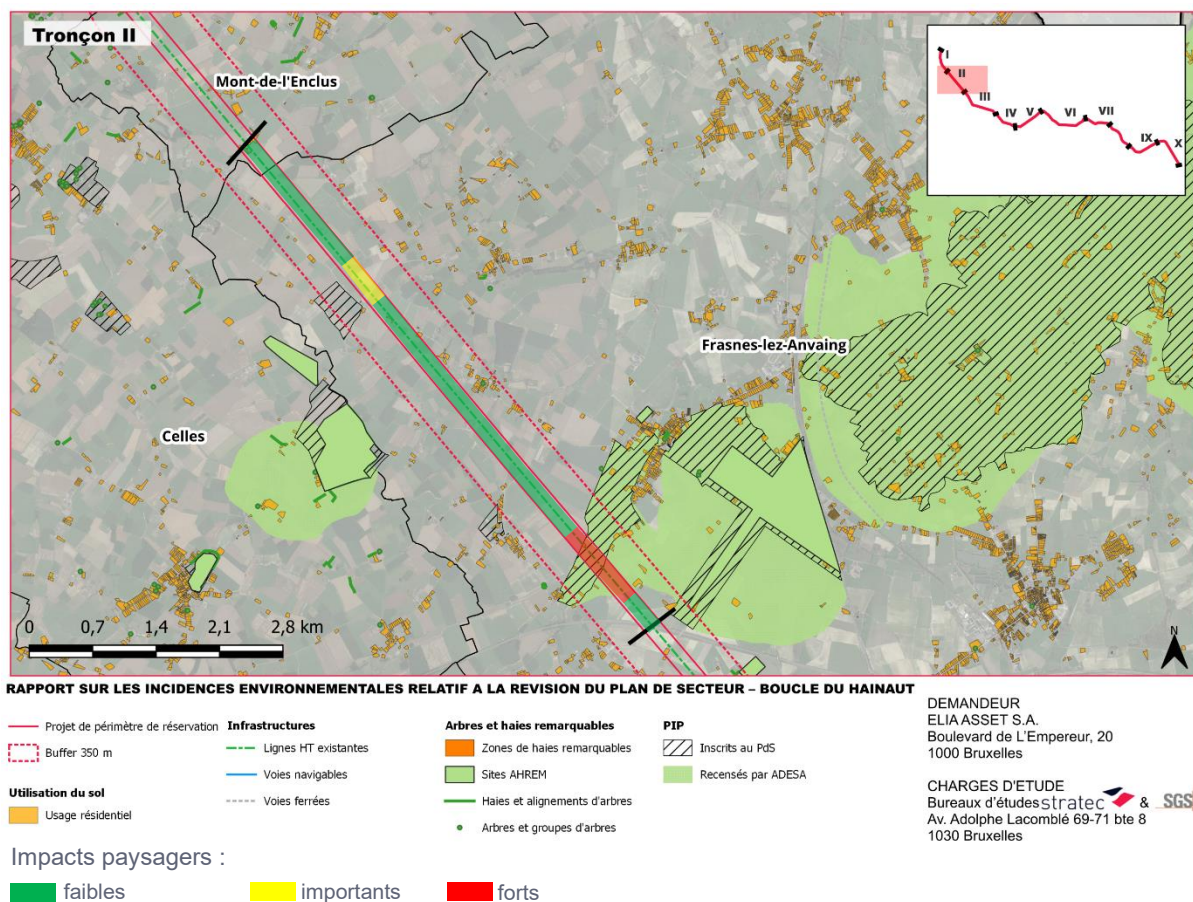 Tronçon II
Mont-de-l'Enclus
I
II
III
IV
V
VI
VII
IX
X
Frasnes-lez-Anvaing
Celles
0 0,7 1,4 2,1 2,8 km
N
RAPPORT SUR LES INCIDENCES ENVIRONNEMENTALES RELATIF A LA REVISION DU PLAN DE SECTEUR – BOUCLE DU HAINAUT
Projet de périmètre de réservation
Buffer 350 m
Utilisation du sol
Usage résidentiel
Infrastructures
Lignes HT existantes
Voies navigables
Voies ferrées
Arbres et haies remarquables
Zones de haies remarquables
Sites AHREM
Haies et alignements d'arbres
Arbres et groupes d'arbres
PIP
Inscrits au PdS
Recensés par ADESA
DEMANDEUR
ELIA ASSET S.A.
Boulevard de L'Empereur, 20
1000 Bruxelles
CHARGES D'ETUDE
Bureaux d'études stratec & SGS
Av. Adolphe Lacomblé 69-71 bte 8
1030 Bruxelles
Impacts paysagers :
faibles importants forts